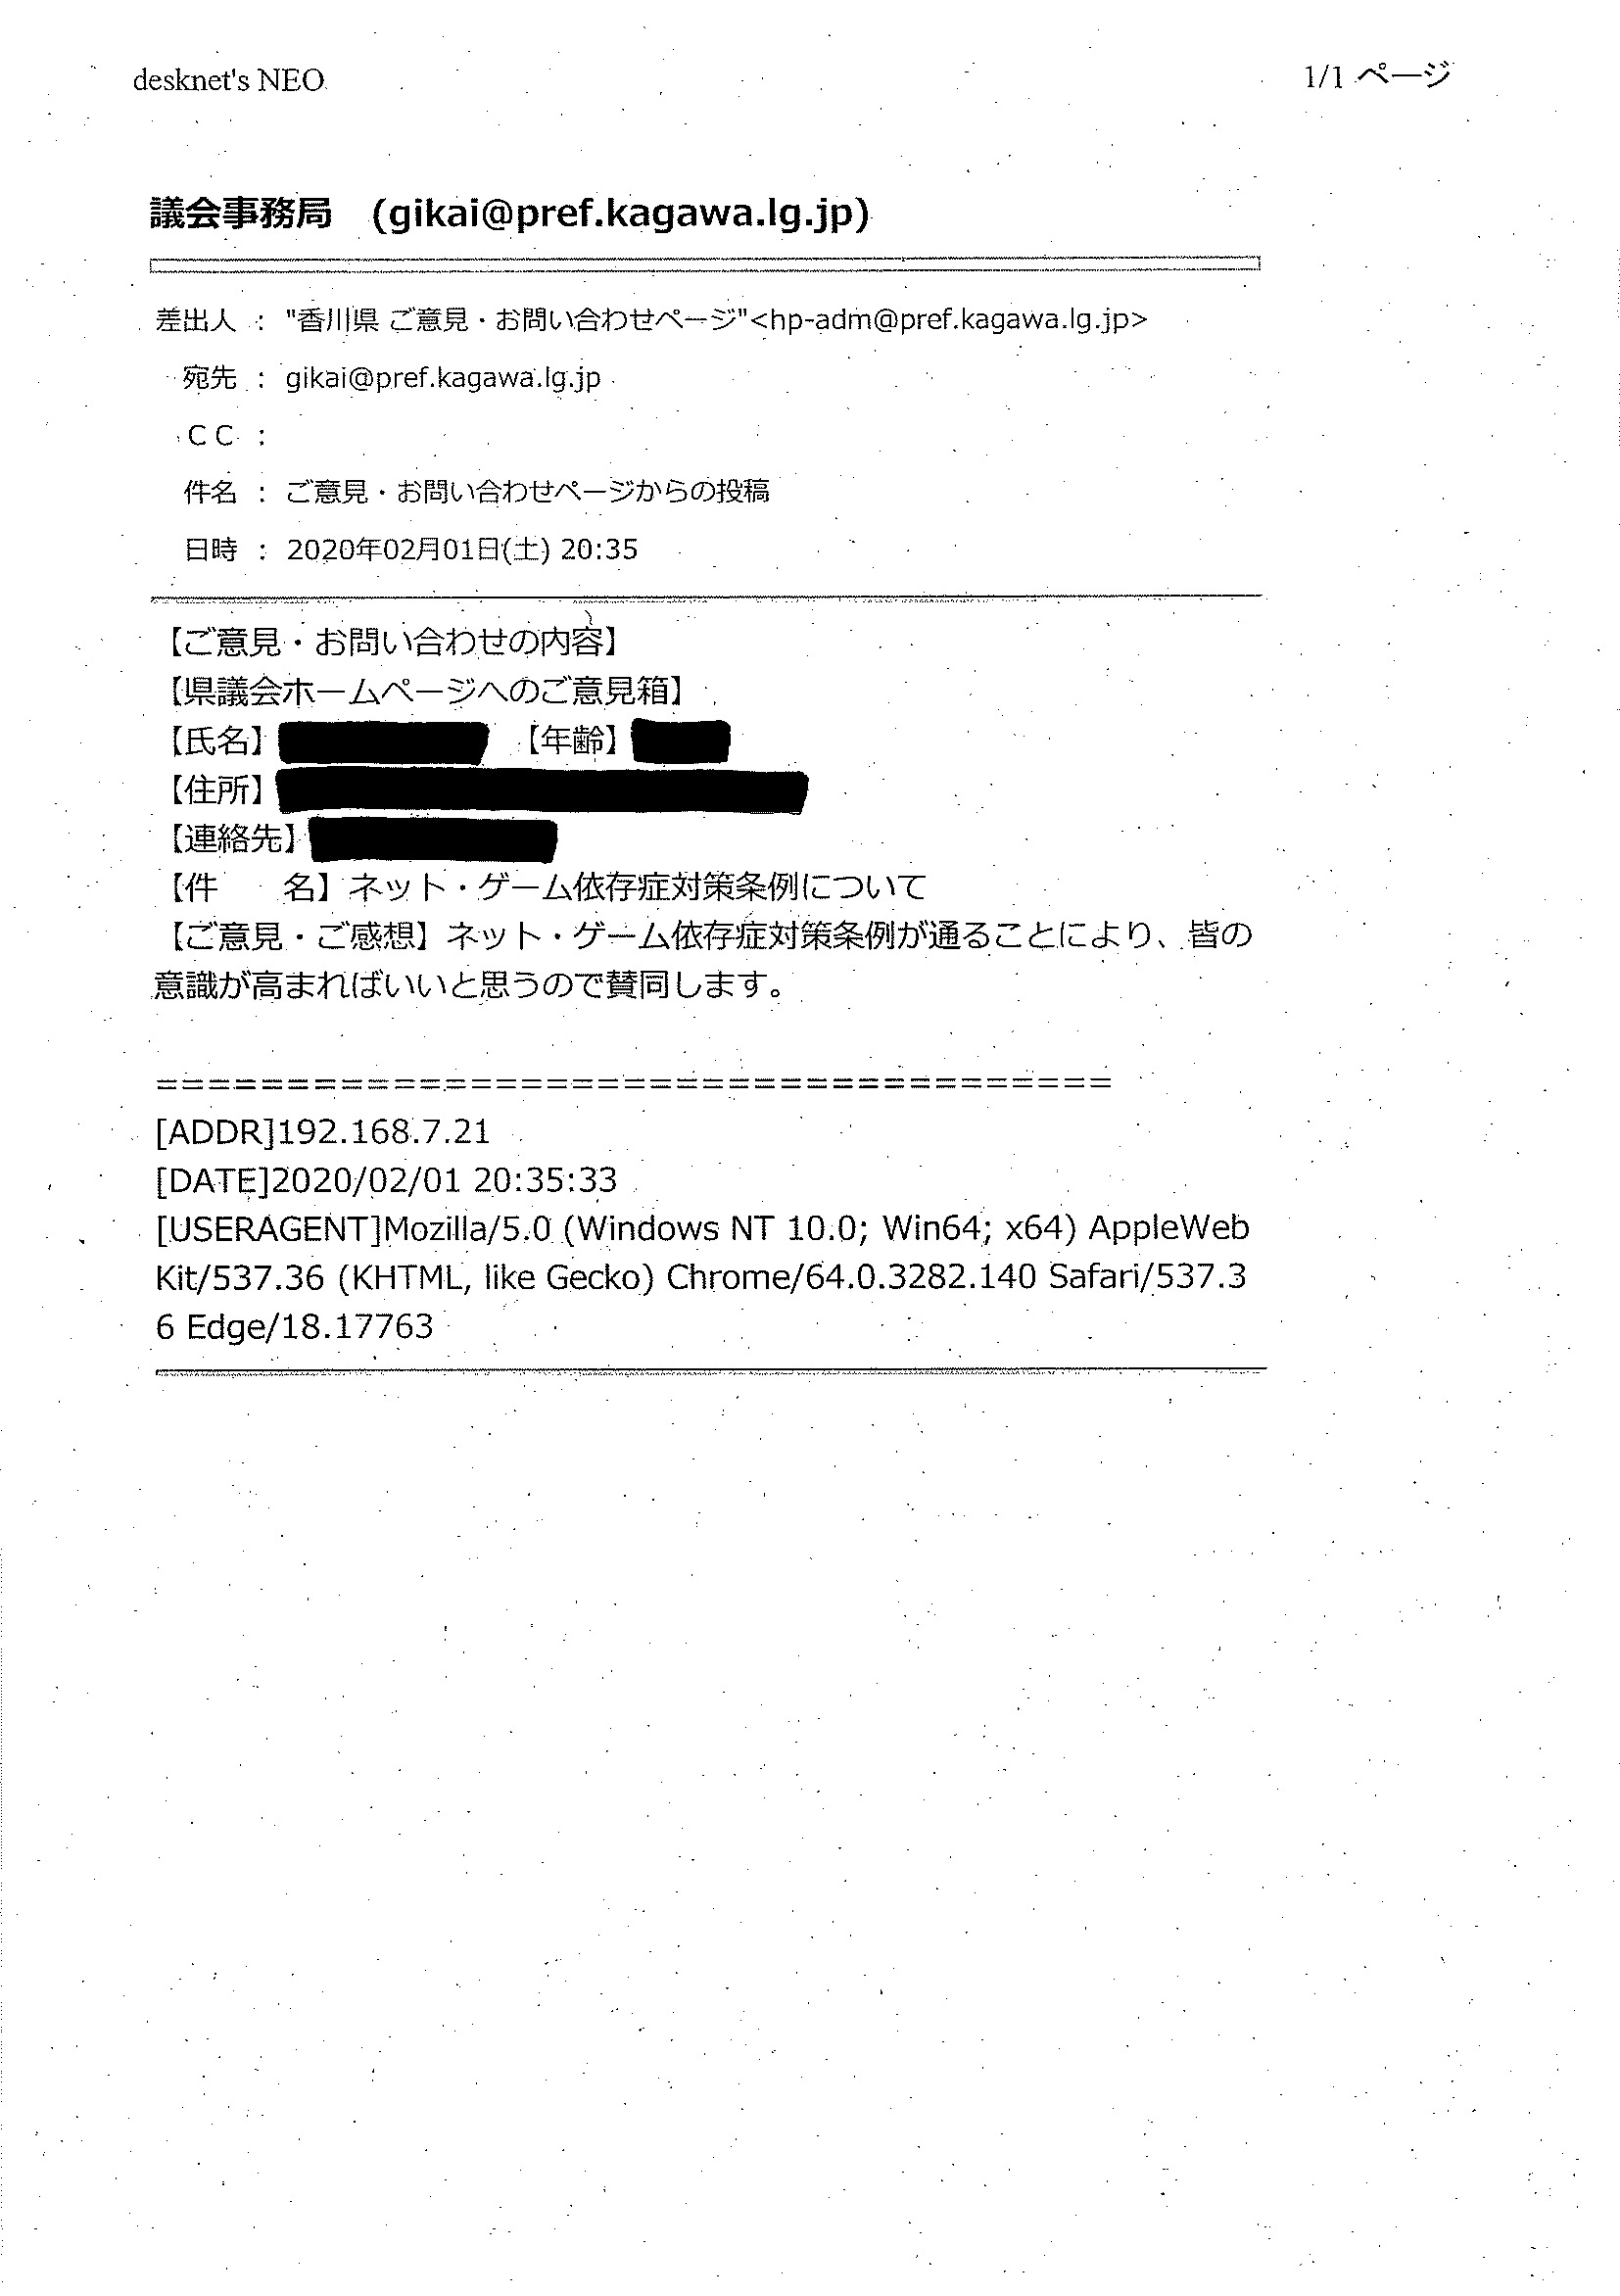 desknet's NEO
1/1 ページ
議会事務局 (gikai@pref.kagawa.lg.jp)
差出人 : "香川県 ご意見・お問い合わせページ"<hp-adm@pref.kagawa.lg.jp>
宛先 : gikai@pref.kagawa.lg.jp
CC :
件名 : ご意見・お問い合わせページからの投稿
日時 : 2020年02月01日(土) 20:35
【ご意見・お問い合わせの内容】
【県議会ホームページへのご意見箱】
【氏名】 【年齢】
【住所】
【連絡先】
【件　　名】ネット・ゲーム依存症対策条例について
【ご意見・ご感想】ネット・ゲーム依存症対策条例が通ることにより、皆の
意識が高まればいいと思うので賛同します。
=====================================
[ADDR]192.168.7.21
[DATE]2020/02/01 20:35:33
[USERAGENT]Mozilla/5.0 (Windows NT 10.0; Win64; x64) AppleWeb
Kit/537.36 (KHTML, like Gecko) Chrome/64.0.3282.140 Safari/537.3
6 Edge/18.17763